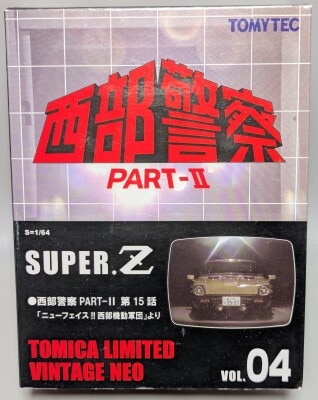 TOMYTEC
西部警察
PART-II
S=1/64
SUPER.Z
●西部警察 PART-II 第15話
「ニューフェイス!!西部機動軍団」より
TOMICA LIMITED
VINTAGE NEO
VOL.04